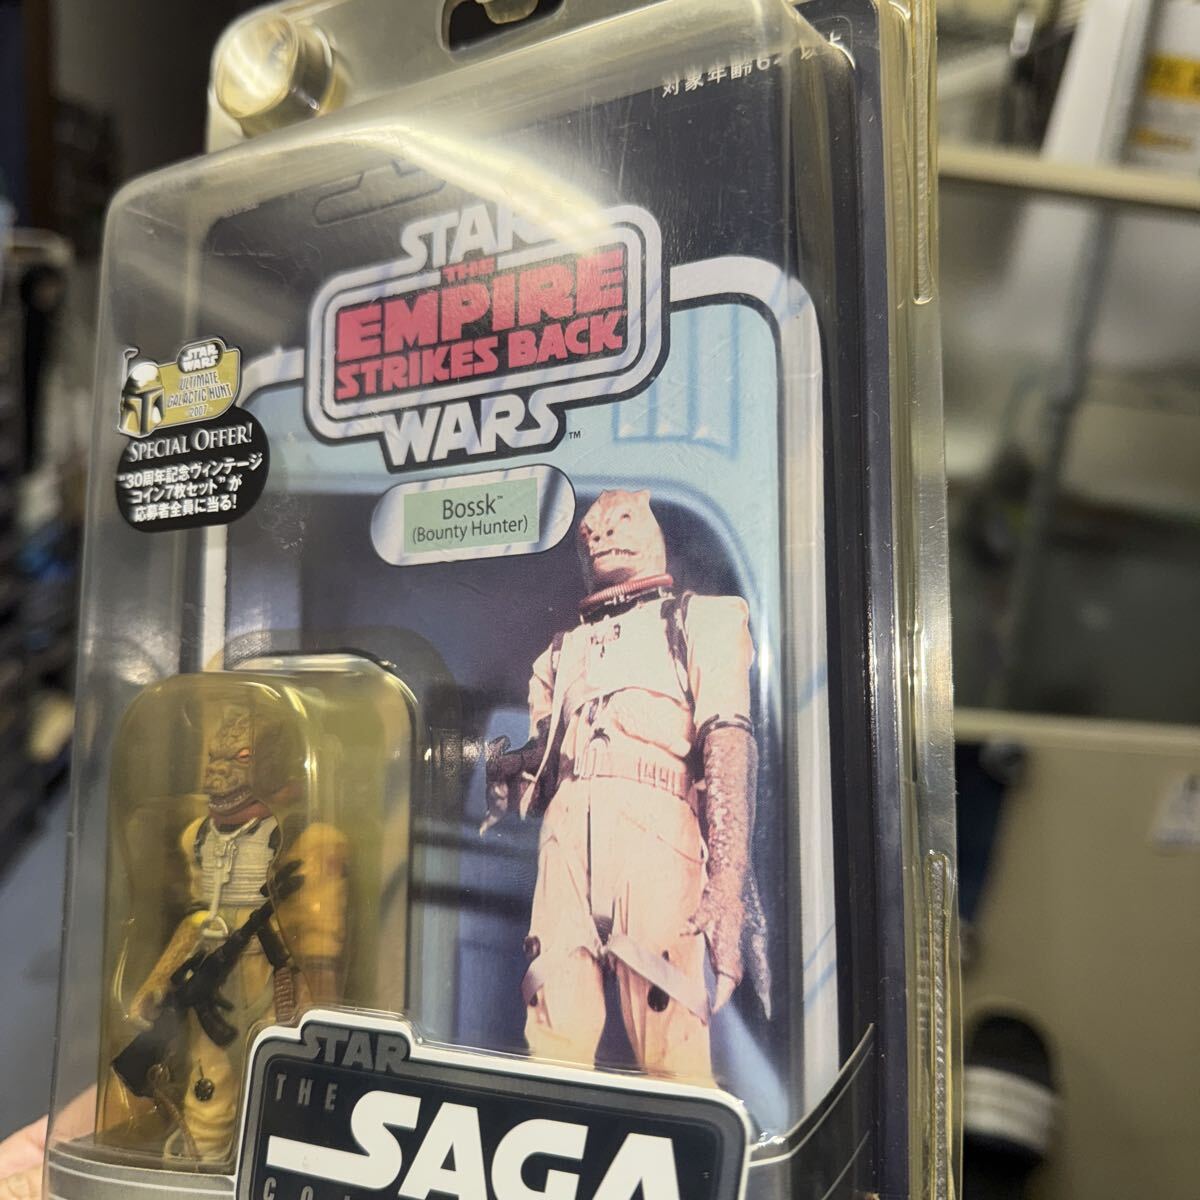 対象年齢6才以上
STAR
THE
EMPIRE
STRIKES BACK
WARS™
STAR
WARS
ULTIMATE
GALACTIC HUNT
2007
SPECIAL OFFER!
"30周年記念ヴィンテージ
コイン7枚セット"が
応募者全員に当る!
Bossk™
(Bounty Hunter)
STAR
THE
SAGA